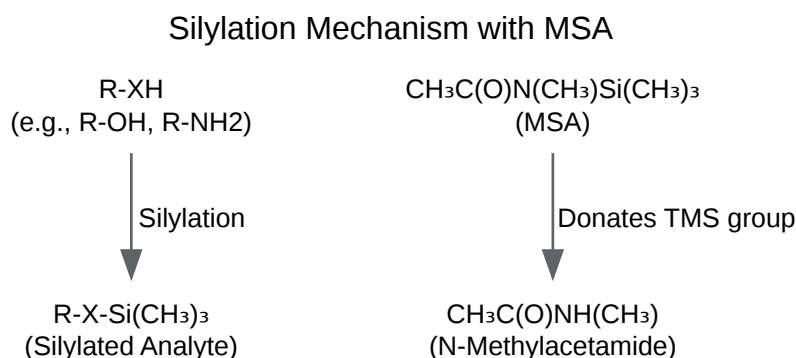 Silylation Mechanism with MSA
R-XH
(e.g., R-OH, R-NH2)
CH₃C(O)N(CH₃)Si(CH₃)₃
(MSA)
Silylation
Donates TMS group
R-X-Si(CH₃)₃
(Silylated Analyte)
CH₃C(O)NH(CH₃)
(N-Methylacetamide)